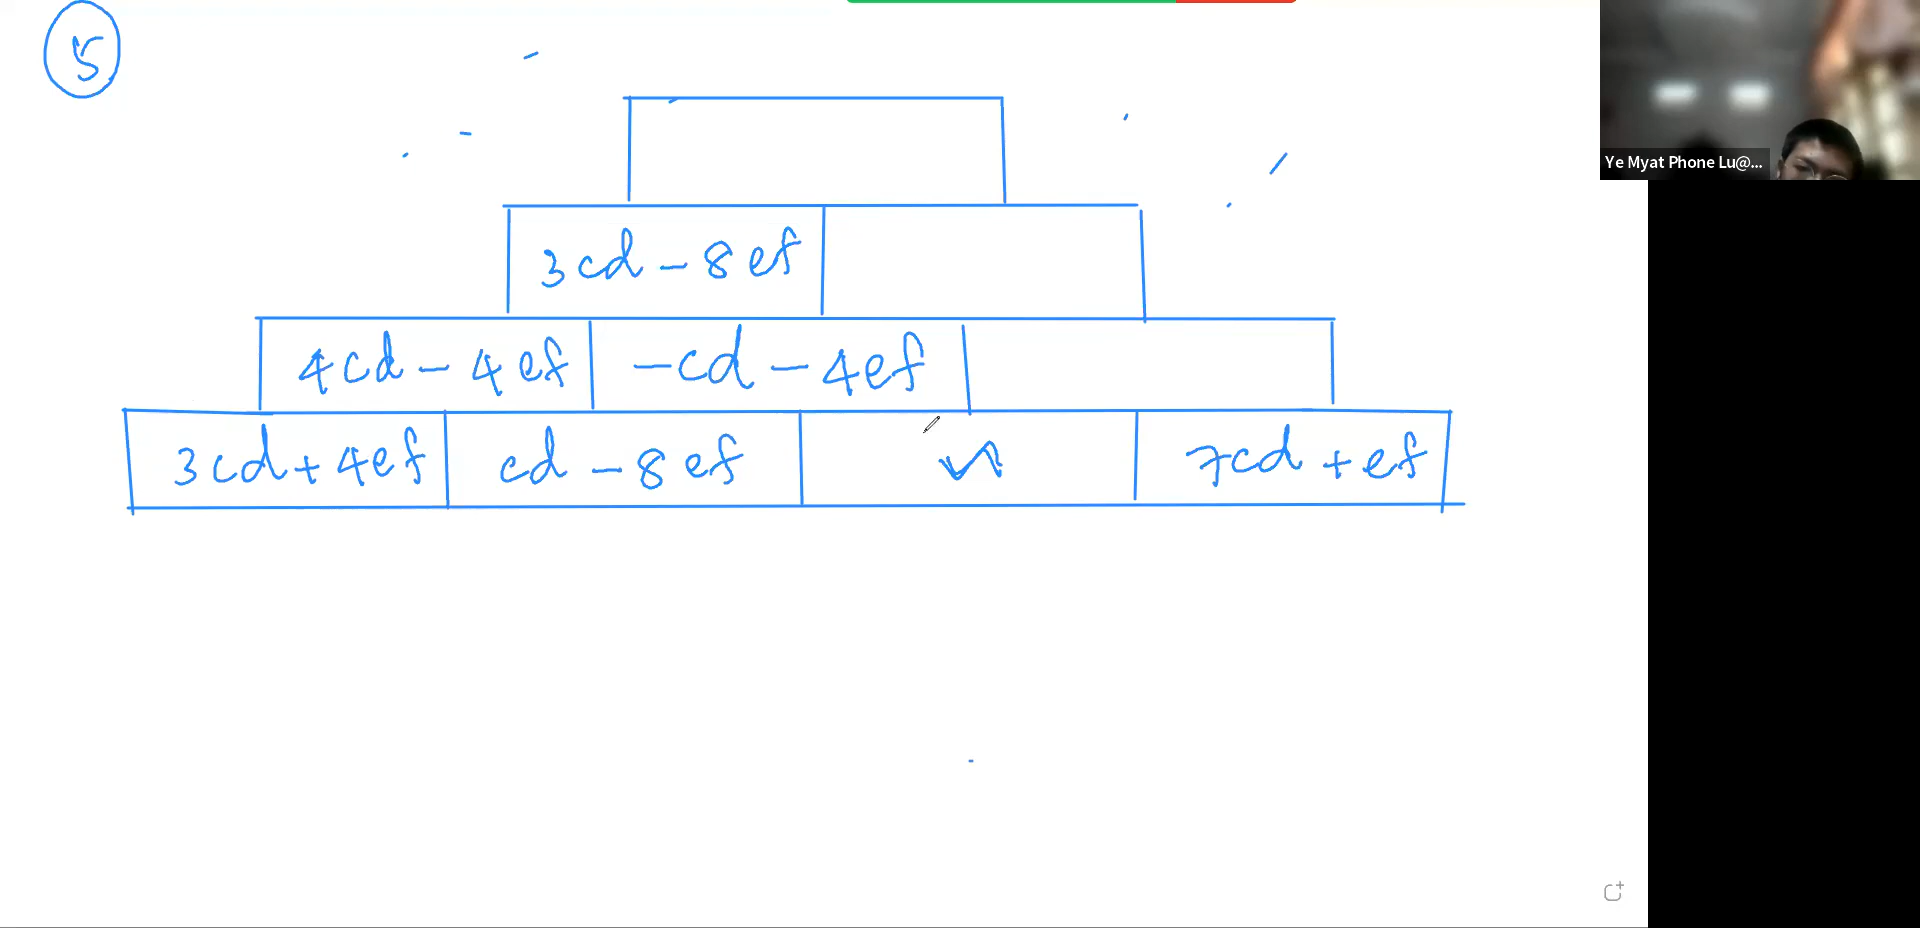 5
3cd - 8ef
4cd - 4ef -cd - 4ef
3cd + 4ef cd - 8ef 7cd + ef
Ye Myat Phone Lu@...